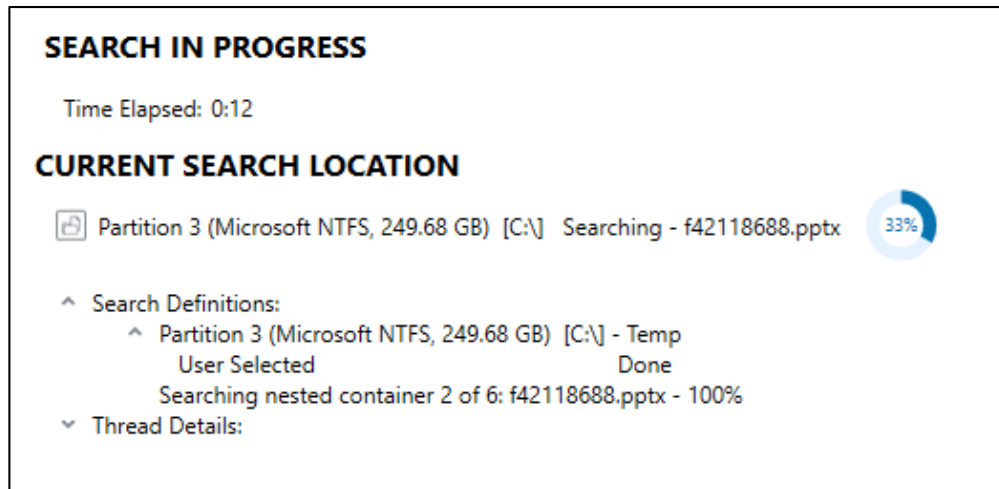 SEARCH IN PROGRESS
Time Elapsed: 0:12
CURRENT SEARCH LOCATION
Partition 3 (Microsoft NTFS, 249.68 GB) [C:\] Searching - f42118688.pptx 33%
Search Definitions:
Partition 3 (Microsoft NTFS, 249.68 GB) [C:\] - Temp
User Selected Done
Searching nested container 2 of 6: f42118688.pptx - 100%
Thread Details: